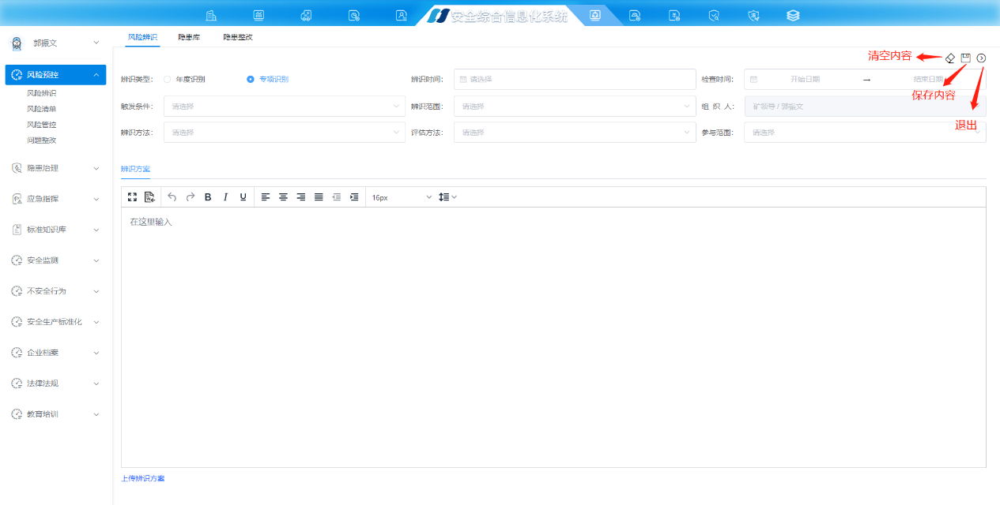 安全综合信息化系统
郭振文
风险辨识 隐患库 隐患整改
清空内容
保存内容
退出
风险预控
风险辨识
风险清单
风险管控
问题整改
隐患治理
应急指挥
标准知识库
安全监测
不安全行为
安全生产标准化
企业档案
法律法规
教育培训
辨识类型: 年度识别 专项识别 辨识时间: 请选择 检查时间: 开始日期 → 结束日期
触发条件: 请选择 辨识范围: 请选择 组 织 人: 矿领导 / 郭振文
辨识方法: 请选择 评估方法: 请选择 参与范围: 请选择
辨识方案
B I U 16px
在这里输入
上传辨识方案